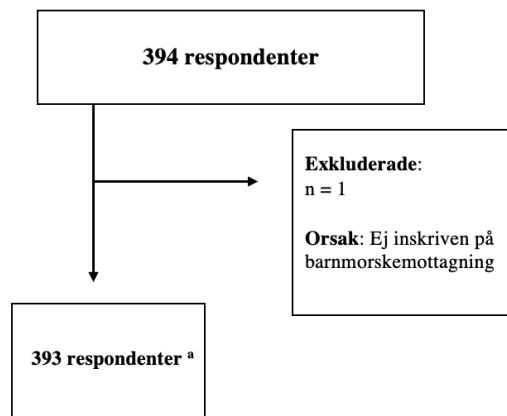 394 respondenter
Exkluderade:
n = 1
Orsak: Ej inskriven på
barnmorskemottagning
393 respondenter ᵃ